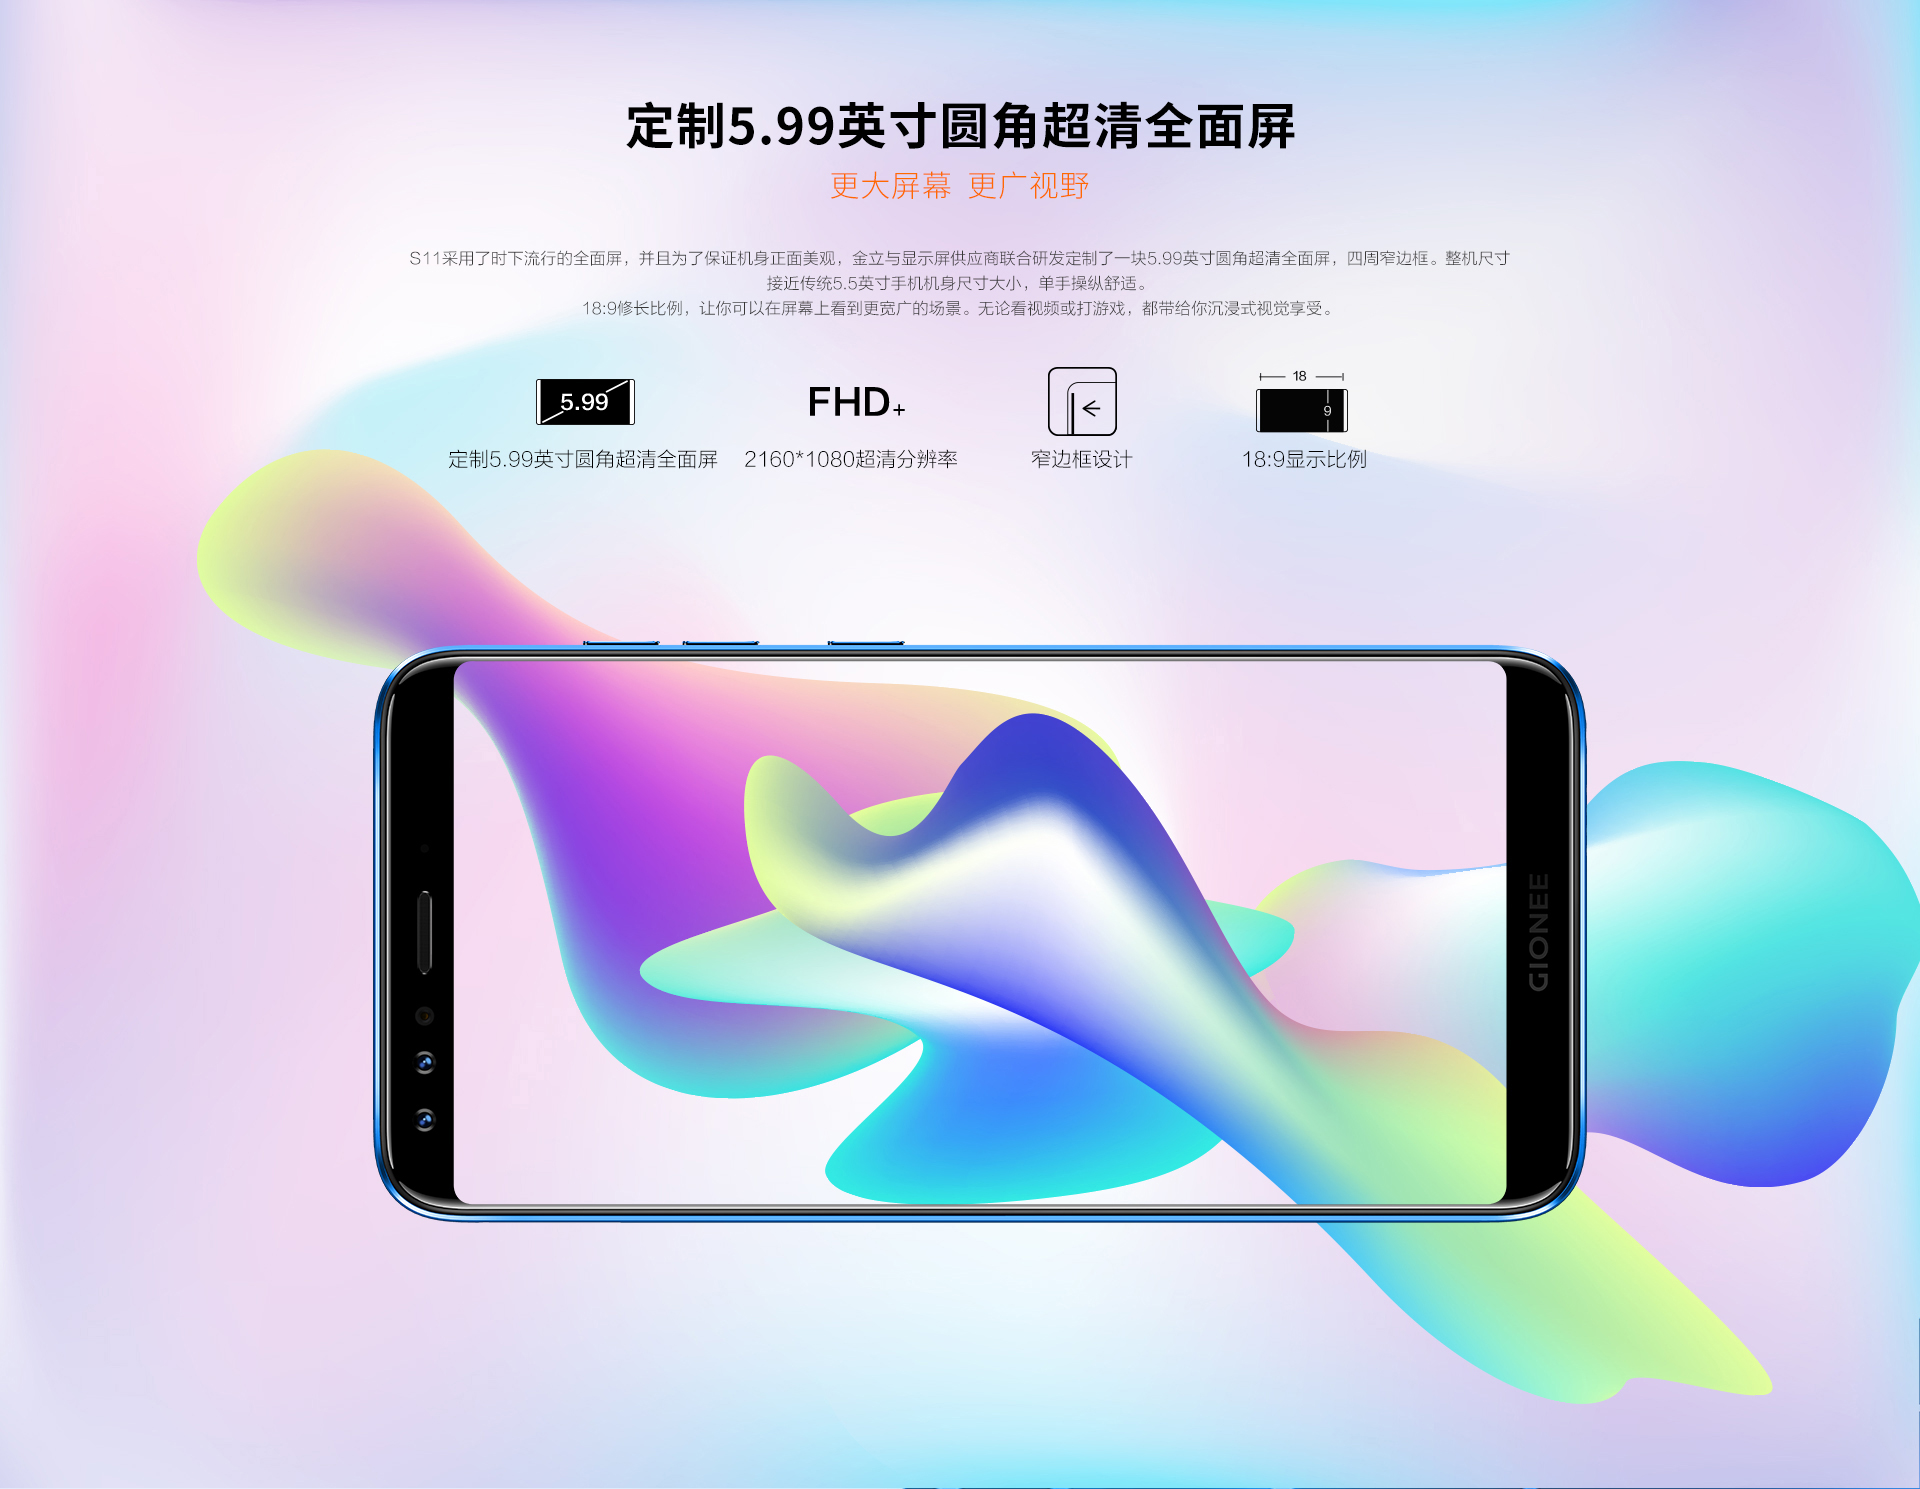 定制5.99英寸圆角超清全面屏
更大屏幕 更广视野
S11采用了时下流行的全面屏，并且为了保证机身正面美观，金立与显示屏供应商联合研发定制了一块5.99英寸圆角超清全面屏，四周窄边框。整机尺寸
接近传统5.5英寸手机机身尺寸大小，单手操纵舒适。
18:9修长比例，让你可以在屏幕上看到更宽广的场景。无论看视频或打游戏，都带给你沉浸式视觉享受。
5.99
FHD+
18
9
定制5.99英寸圆角超清全面屏
2160*1080超清分辨率
窄边框设计
18:9显示比例
GIONEE